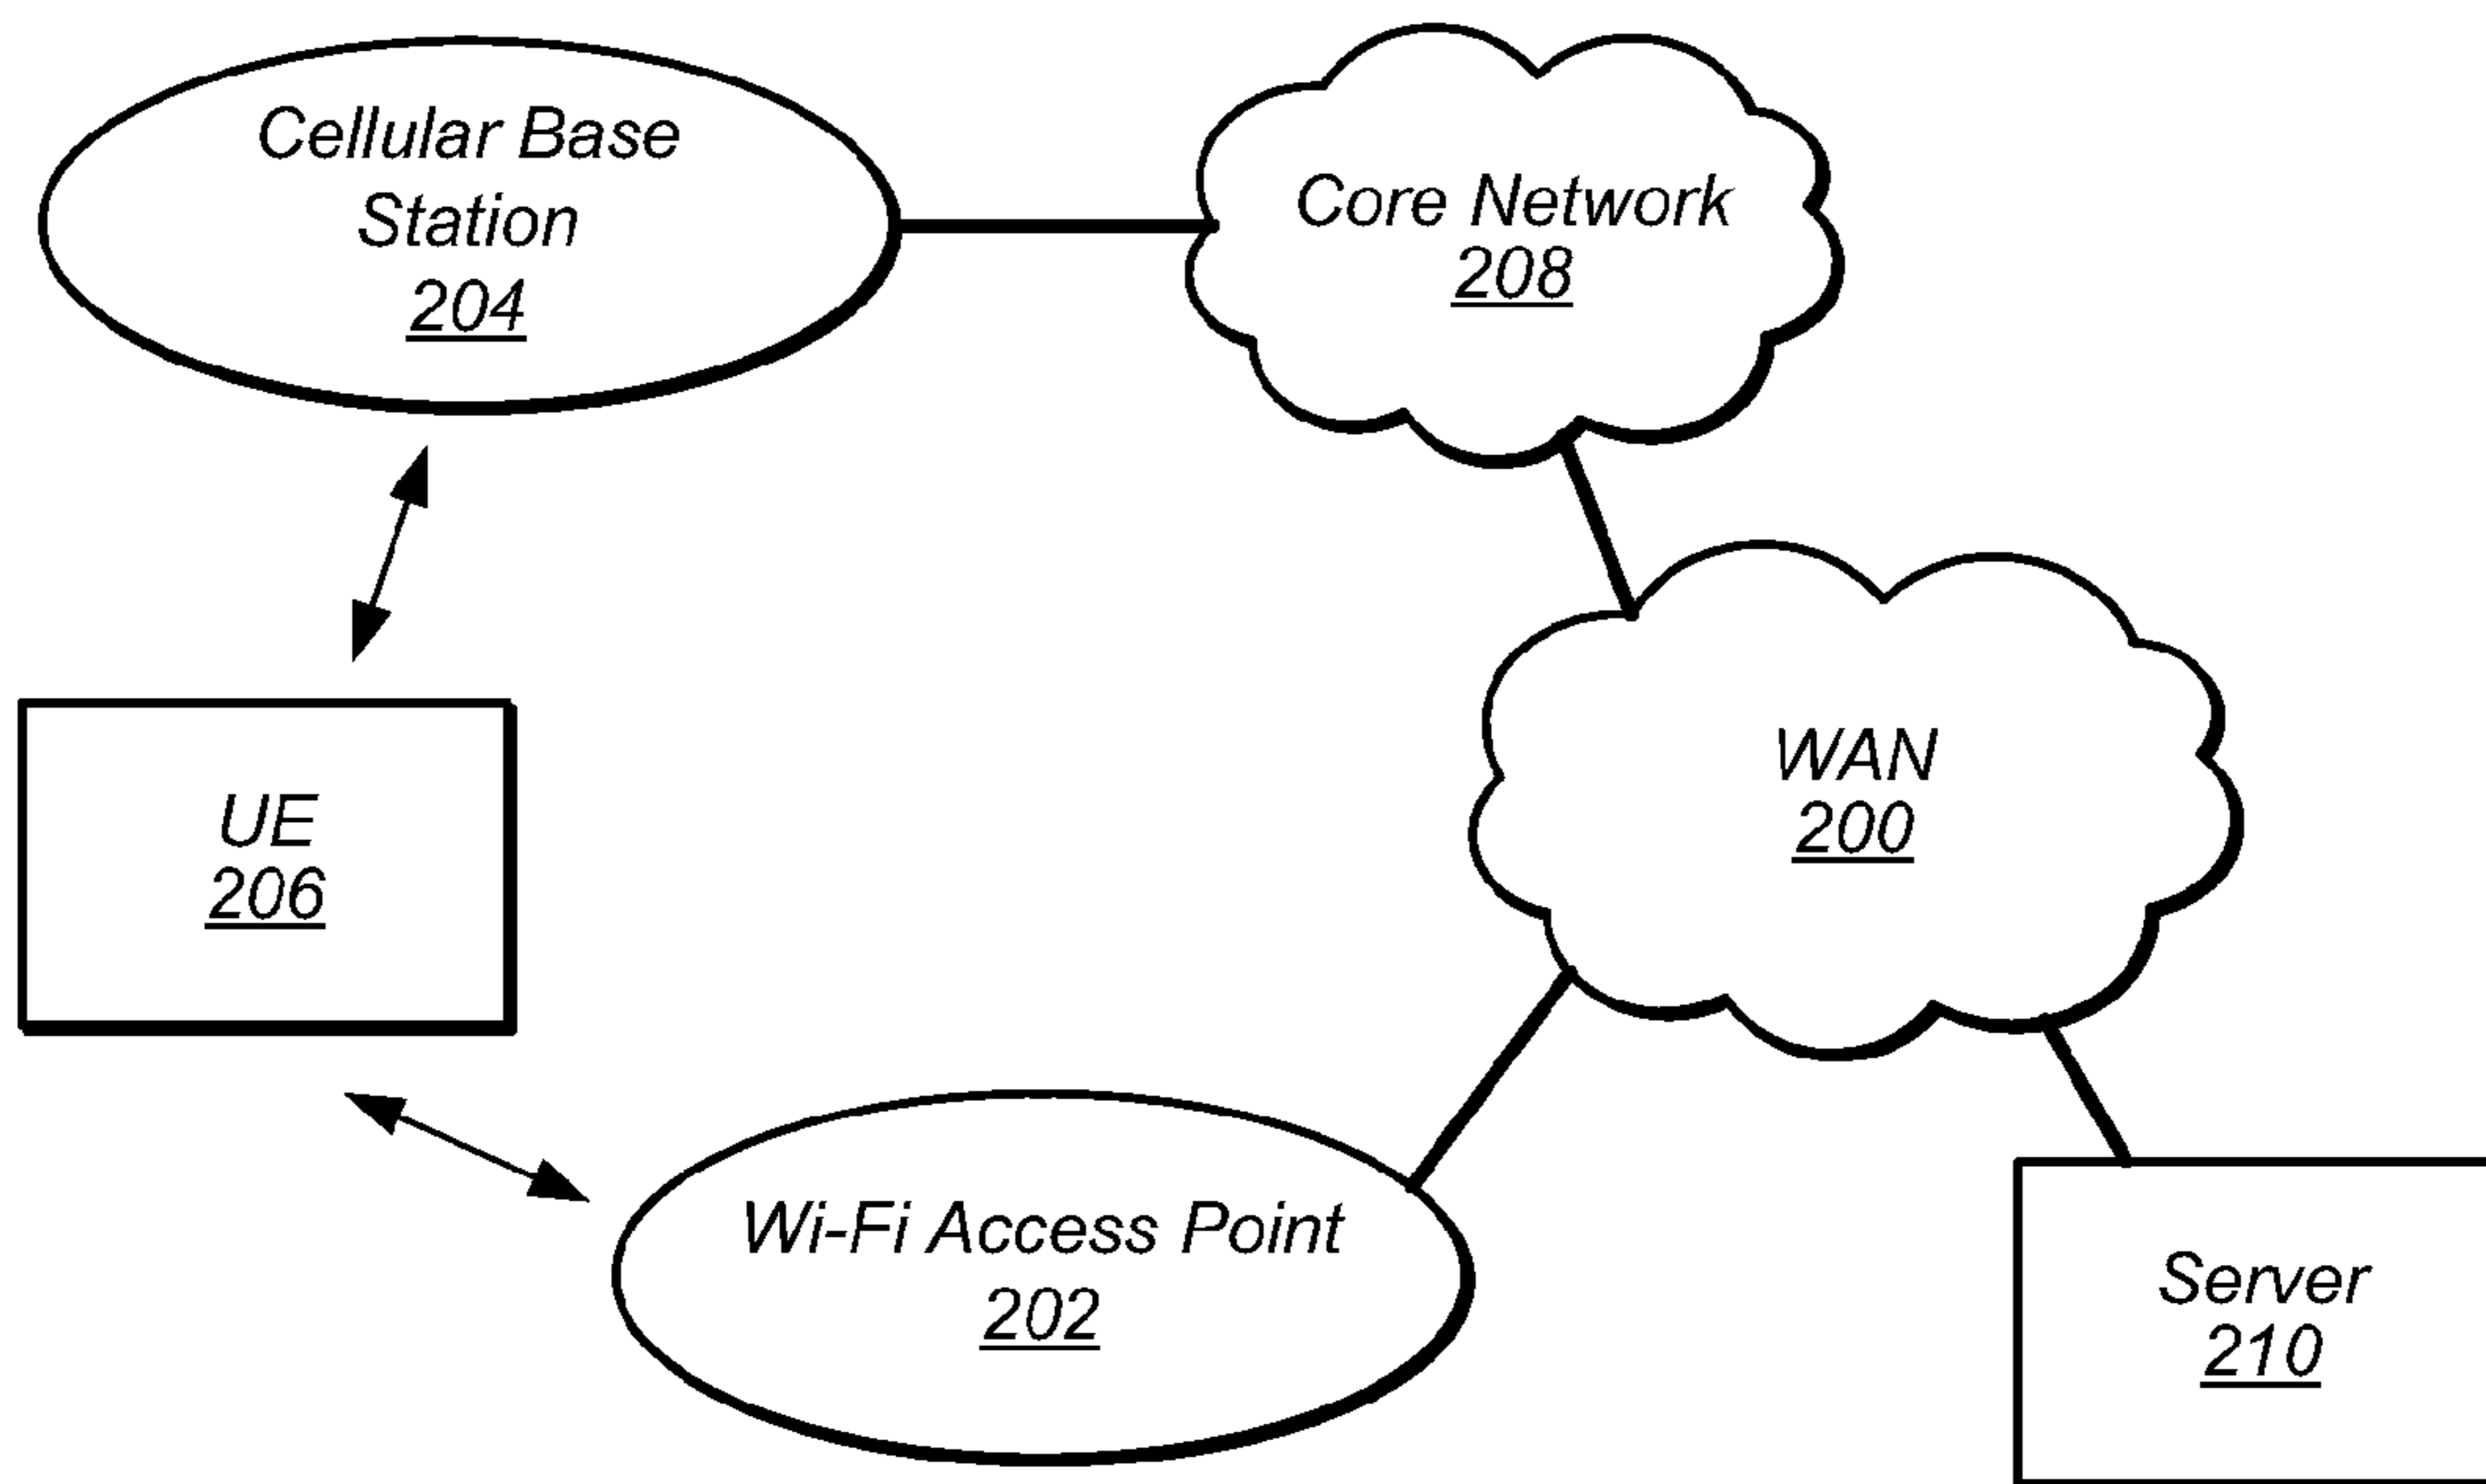 Cellular Base
Station
204
Core Network
208
UE
206
WAN
200
Wi-Fi Access Point
202
Server
210